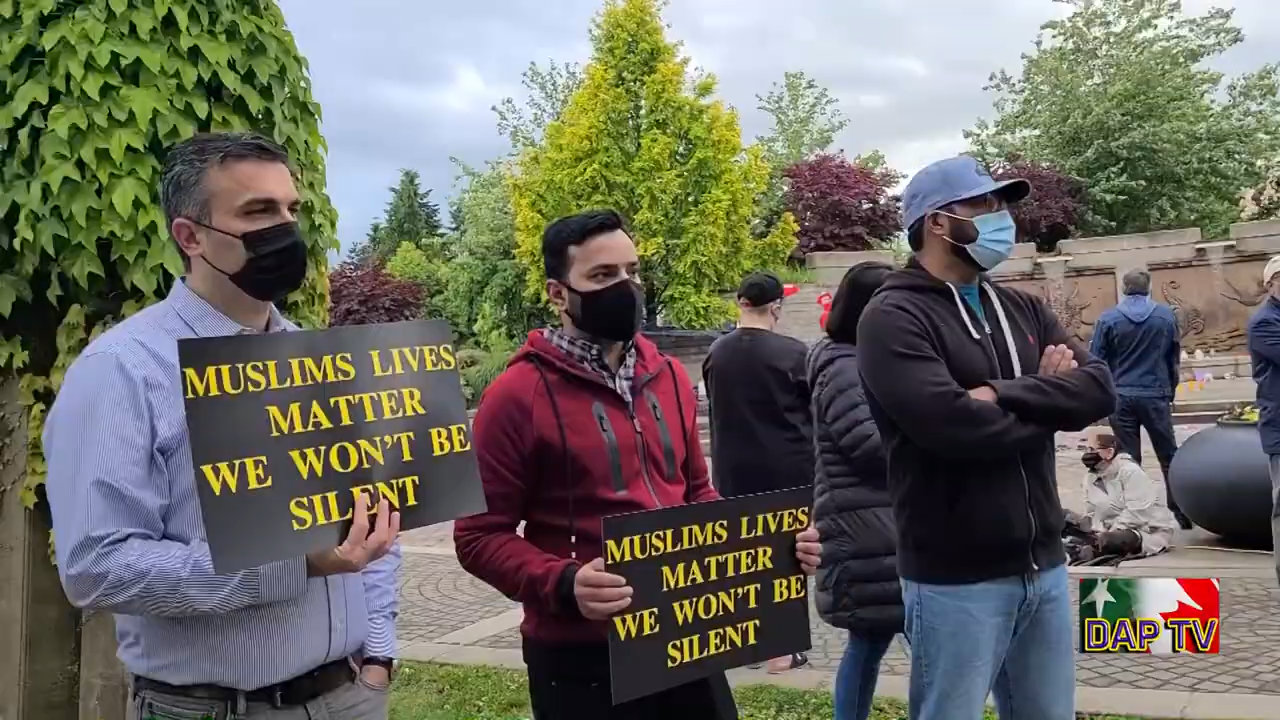 MUSLIMS LIVES
MATTER
WE WON'T BE
SILENT
MUSLIMS LIVES
MATTER
WE WON'T BE
SILENT
DAP TV